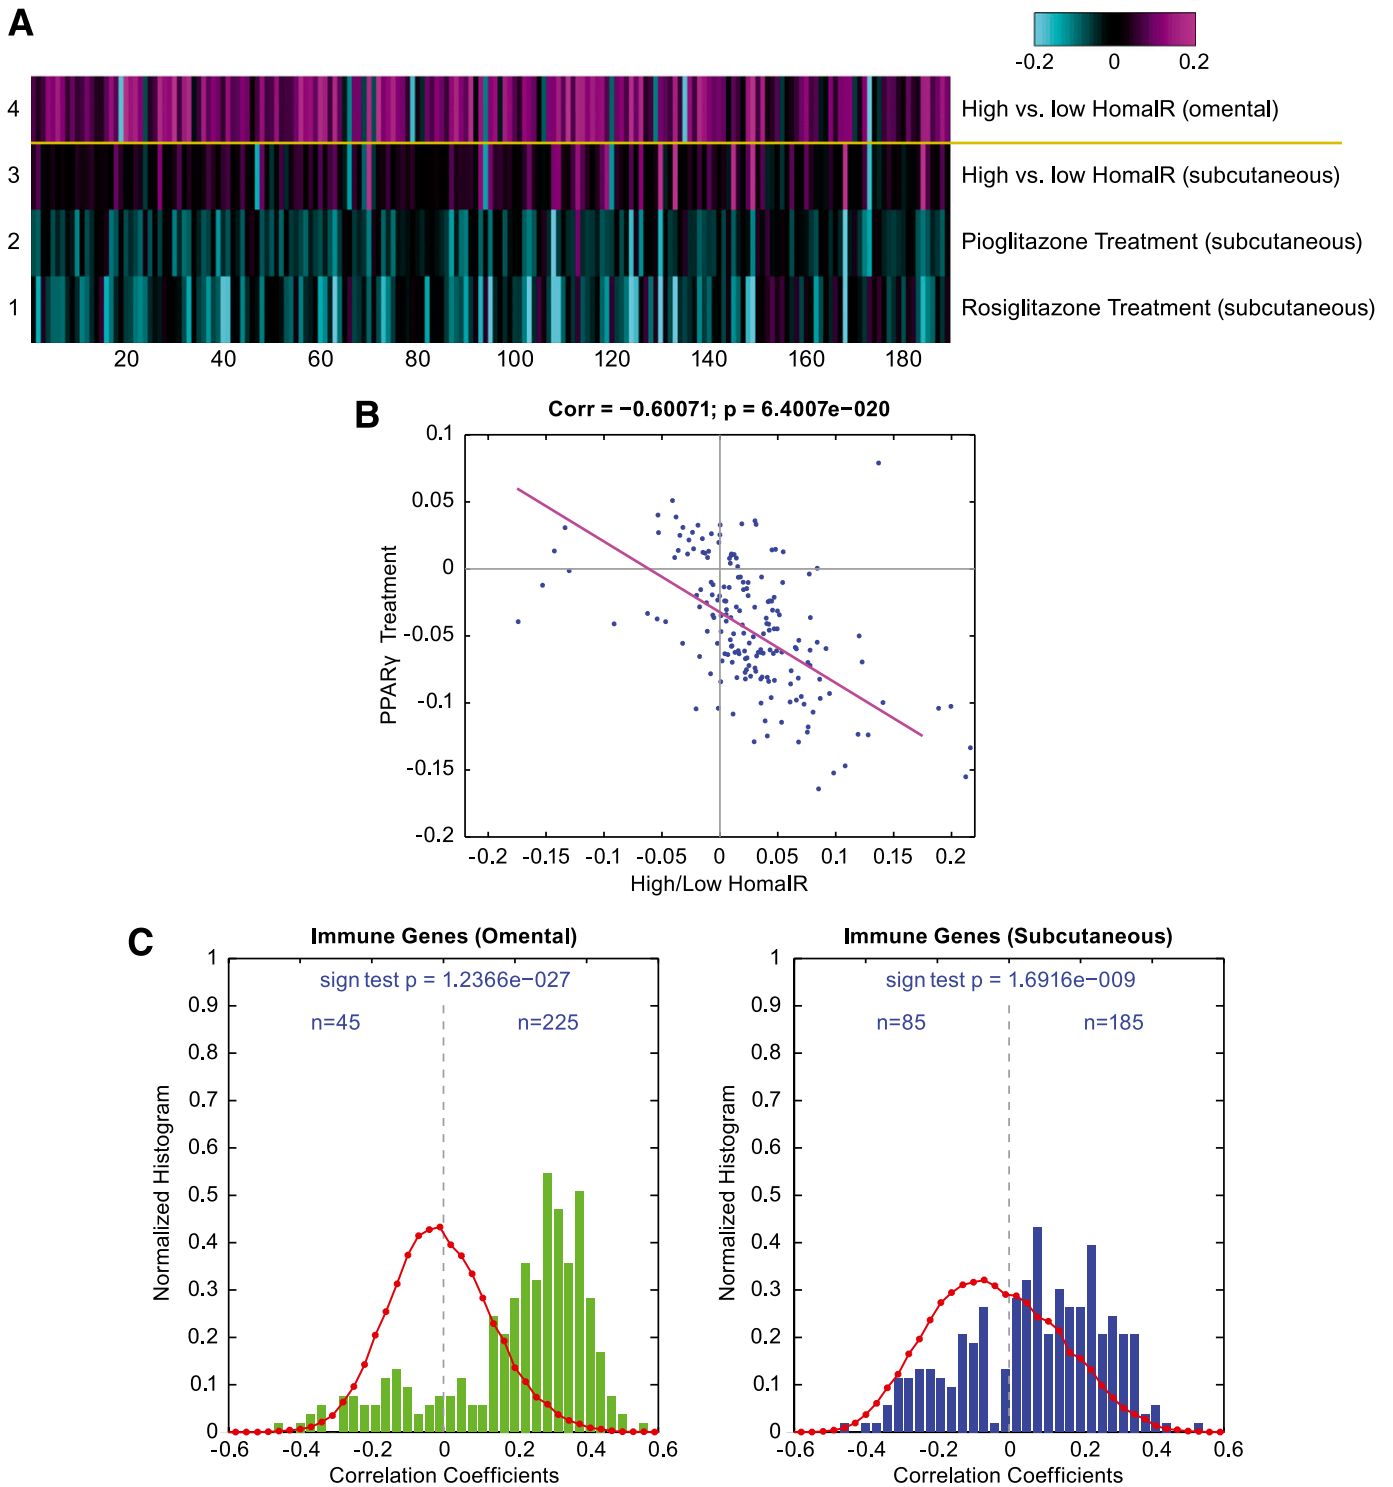 A
-0.2 0 0.2
4 High vs. low HomaIR (omental)
3 High vs. low HomaIR (subcutaneous)
2 Pioglitazone Treatment (subcutaneous)
1 Rosiglitazone Treatment (subcutaneous)
20 40 60 80 100 120 140 160 180
B
Corr = −0.60071; p = 6.4007e−020
0.1
0.05
0
-0.05
-0.1
-0.15
-0.2
PPARγ Treatment
-0.2 -0.15 -0.1 -0.05 0 0.05 0.1 0.15 0.2
High/Low HomaIR
C
Immune Genes (Omental)
sign test p = 1.2366e−027
n=45 n=225
1
0.9
0.8
0.7
0.6
0.5
0.4
0.3
0.2
0.1
0
Normalized Histogram
-0.6 -0.4 -0.2 0 0.2 0.4 0.6
Correlation Coefficients
Immune Genes (Subcutaneous)
sign test p = 1.6916e−009
n=85 n=185
1
0.9
0.8
0.7
0.6
0.5
0.4
0.3
0.2
0.1
0
Normalized Histogram
-0.6 -0.4 -0.2 0 0.2 0.4 0.6
Correlation Coefficients